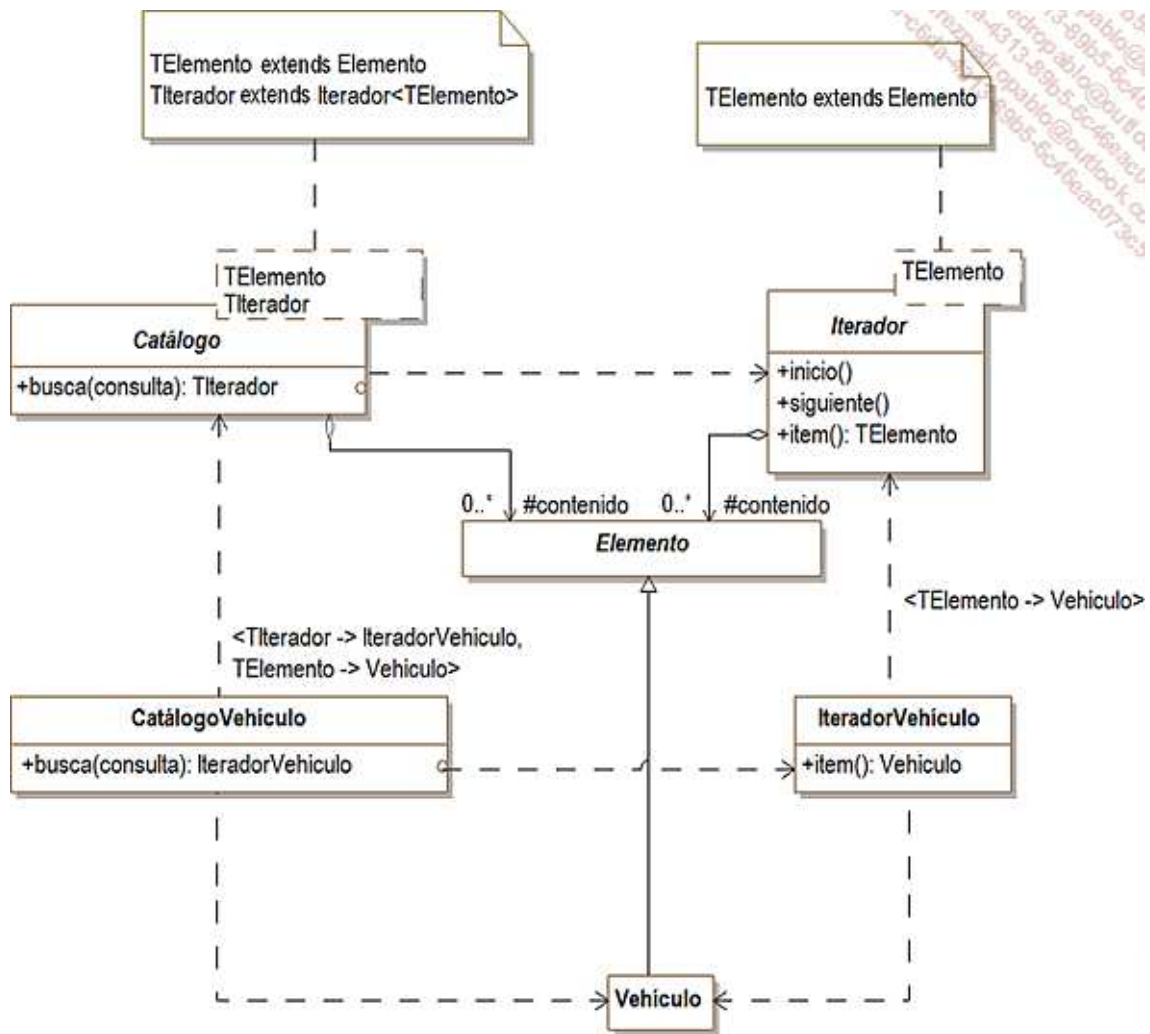 TElemento extends Elemento
TIterador extends Iterador<TElemento>
TElemento extends Elemento
TElemento
TIterador
Catálogo
+busca(consulta): TIterador
TElemento
Iterador
+inicio()
+siguiente()
+item(): TElemento
0..* #contenido
0..* #contenido
Elemento
<TIterador -> IteradorVehiculo,
TElemento -> Vehiculo>
<TElemento -> Vehiculo>
CatálogoVehiculo
+busca(consulta): IteradorVehiculo
IteradorVehículo
+item(): Vehiculo
Vehiculo